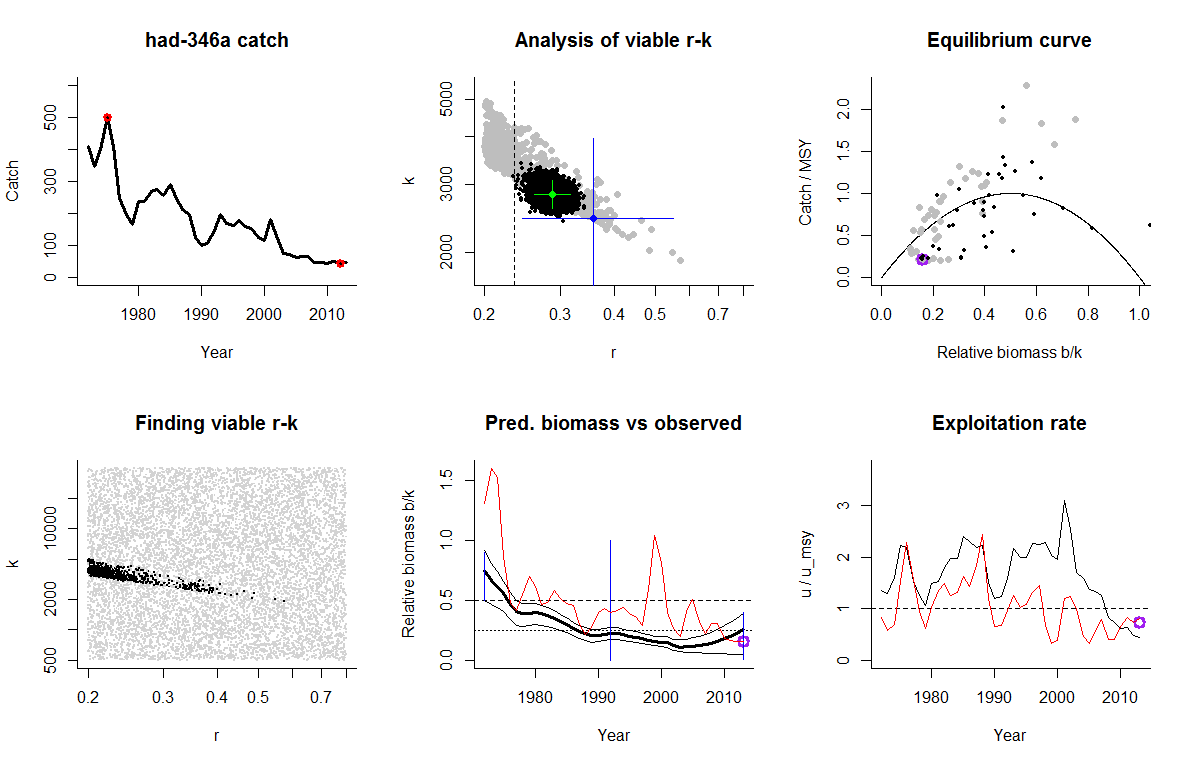 had-346a catch
Analysis of viable r-k
Equilibrium curve
Catch
500
300
100
0
1980
1990
2000
2010
Year
k
5000
3000
2000
0.2
0.3
0.4
0.5
0.7
r
Catch / MSY
2.0
1.5
1.0
0.5
0.0
0.0
0.2
0.4
0.6
0.8
1.0
Relative biomass b/k
Finding viable r-k
Pred. biomass vs observed
Exploitation rate
k
10000
2000
500
0.2
0.3
0.4
0.5
0.7
r
Relative biomass b/k
1.5
1.0
0.5
0.0
1980
1990
2000
2010
Year
u / u_msy
3
2
1
0
1980
1990
2000
2010
Year